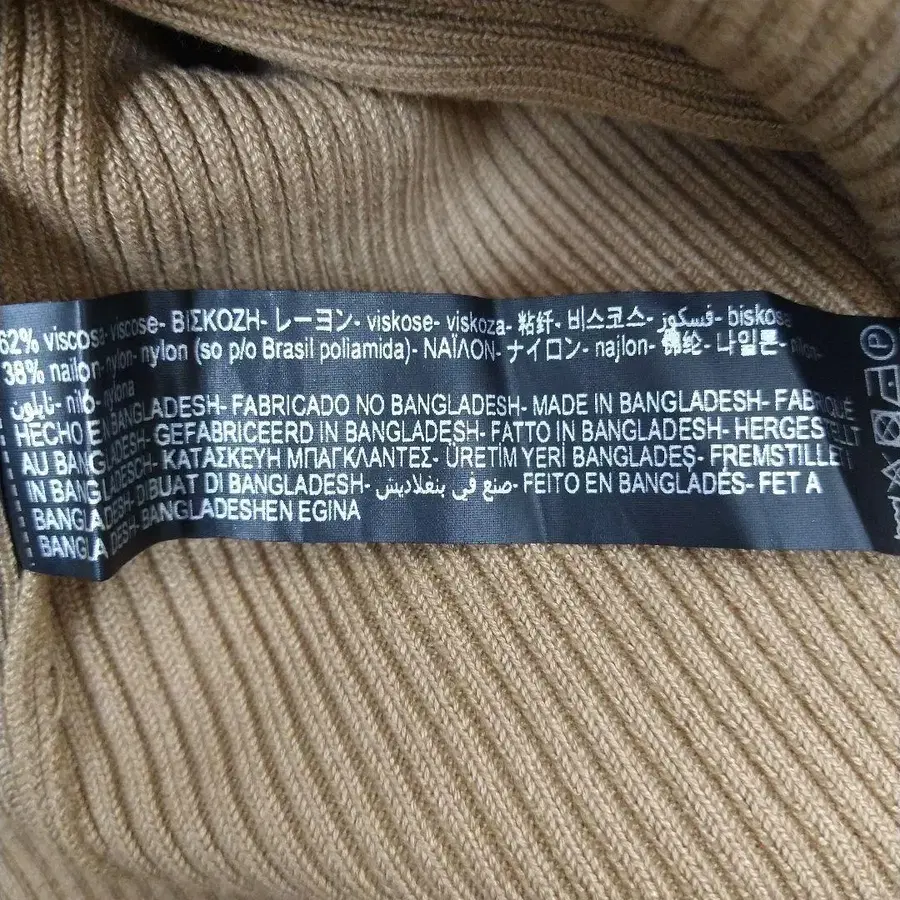 62% viscosa- viscose- ΒΙΣΚΟΖΗ- レーヨン- viskose- viskoza- 粘纤- 비스코스- فسكوز- biskosa
38% nailon- nylon- nylon (so p/o Brasil poliamida)- ΝΑΪΛΟΝ- ナイロン- najlon- 锦纶- 나일론-
نايلون- nylona
HECHO EN BANGLADESH- FABRICADO NO BANGLADESH- MADE IN BANGLADESH- FABRIQUÉ
AU BANGLADESH- GEFABRICEERD IN BANGLADESH- FATTO IN BANGLADESH- HERGESTELLT
IN BANGLADESCH- ΚΑΤΑΣΚΕΥΗ ΜΠΑΓΚΛΑΝΤΕΣ- ÜRETİM YERİ BANGLADEŞ- FREMSTILLET I
BANGLADESH- DIBUAT DI BANGLADESH- صنع في بنغلاديش- FEITO EN BANGLADÉS- FET A
BANGLA DESH- BANGLADESHEN EGINA
P